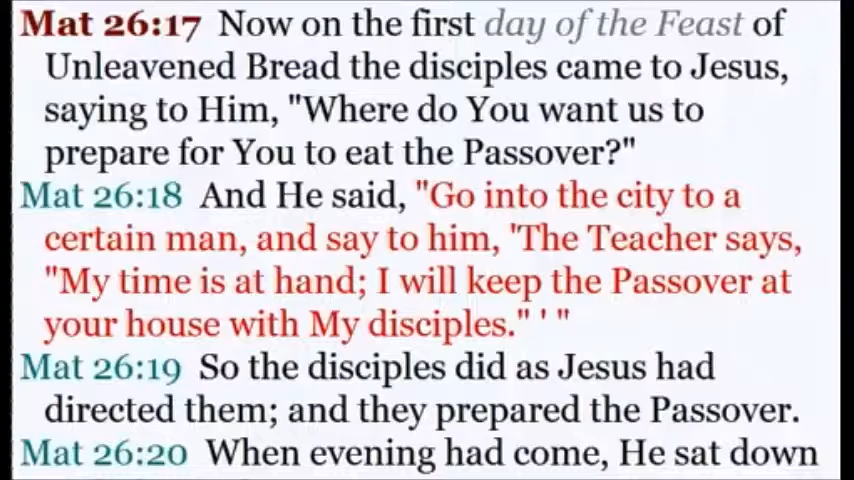 Mat 26:17 Now on the first day of the Feast of
Unleavened Bread the disciples came to Jesus,
saying to Him, "Where do You want us to
prepare for You to eat the Passover?"
Mat 26:18 And He said, "Go into the city to a
certain man, and say to him, 'The Teacher says,
"My time is at hand; I will keep the Passover at
your house with My disciples." ' "
Mat 26:19 So the disciples did as Jesus had
directed them; and they prepared the Passover.
Mat 26:20 When evening had come, He sat down